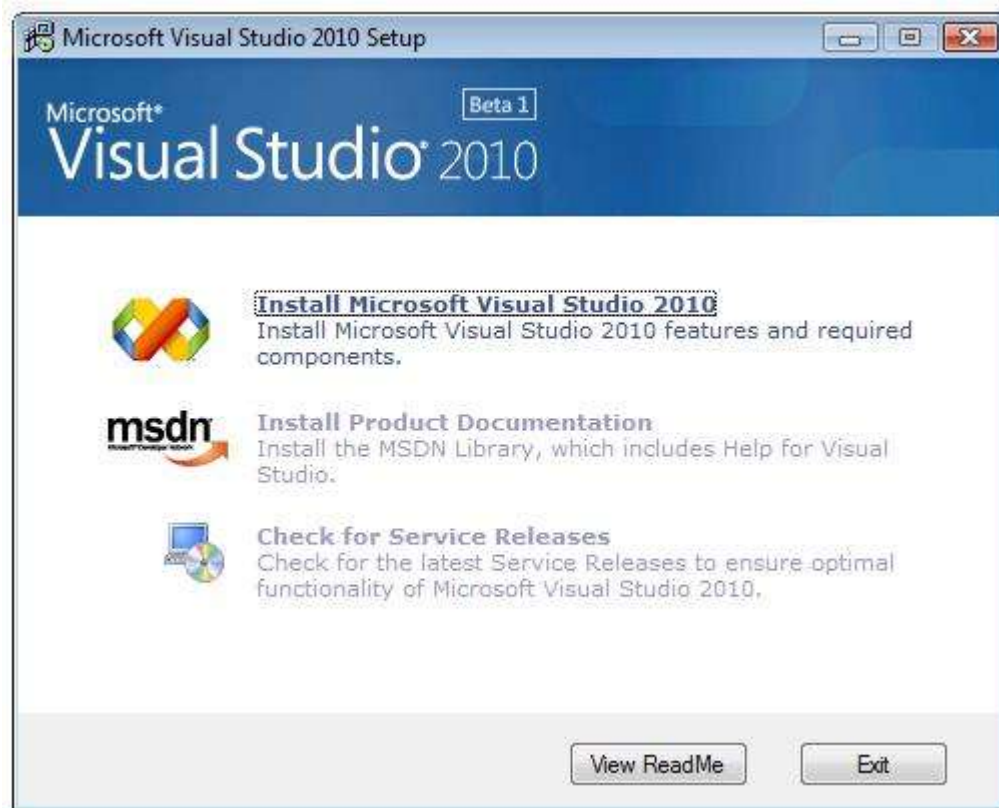 Microsoft Visual Studio 2010 Setup
Beta 1
Microsoft®
Visual Studio® 2010
Install Microsoft Visual Studio 2010
Install Microsoft Visual Studio 2010 features and required
components.
msdn
Microsoft Developer Network
Install Product Documentation
Install the MSDN Library, which includes Help for Visual
Studio.
Check for Service Releases
Check for the latest Service Releases to ensure optimal
functionality of Microsoft Visual Studio 2010.
View ReadMe
Exit